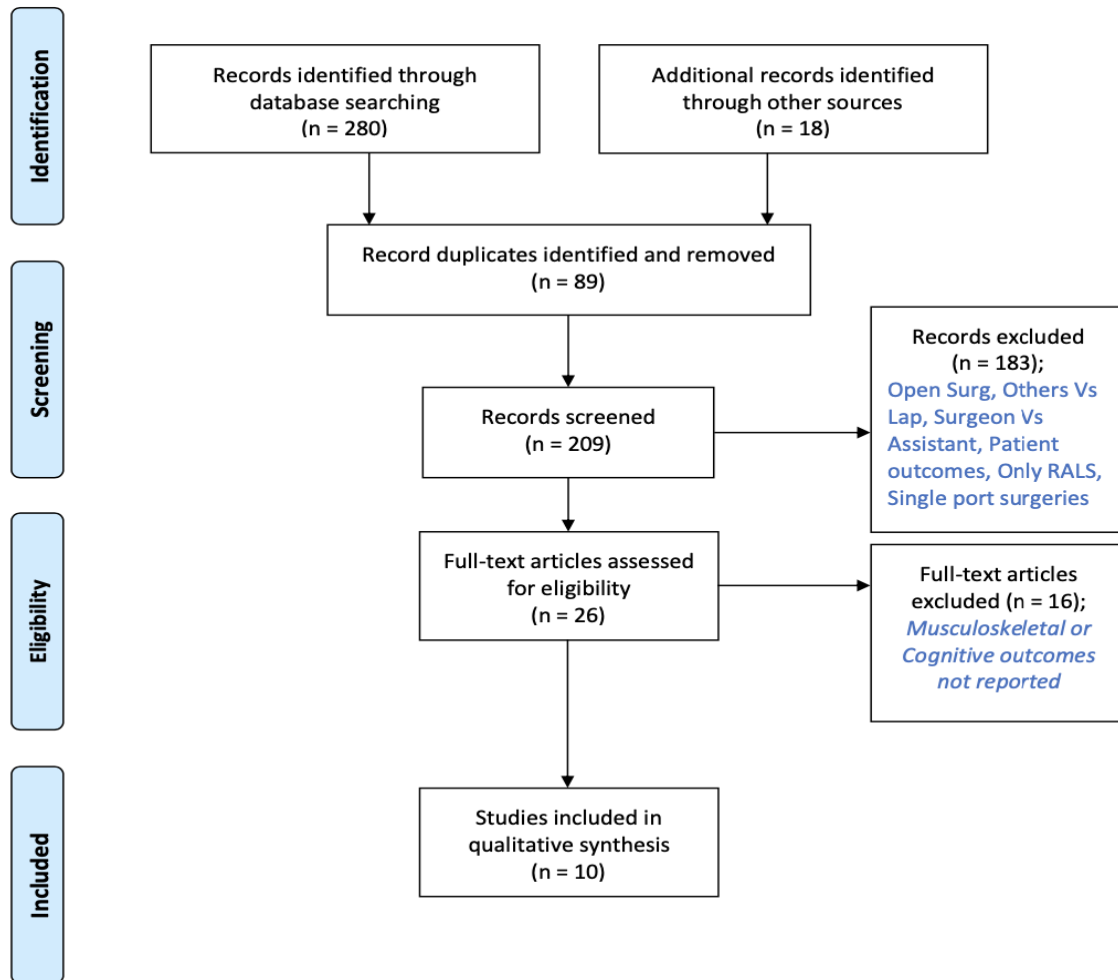 Identification
Records identified through
database searching
(n = 280)
Additional records identified
through other sources
(n = 18)
Record duplicates identified and removed
(n = 89)
Screening
Records screened
(n = 209)
Records excluded
(n = 183);
Open Surg, Others Vs
Lap, Surgeon Vs
Assistant, Patient
outcomes, Only RALS,
Single port surgeries
Eligibility
Full-text articles assessed
for eligibility
(n = 26)
Full-text articles
excluded (n = 16);
Musculoskeletal or
Cognitive outcomes
not reported
Included
Studies included in
qualitative synthesis
(n = 10)